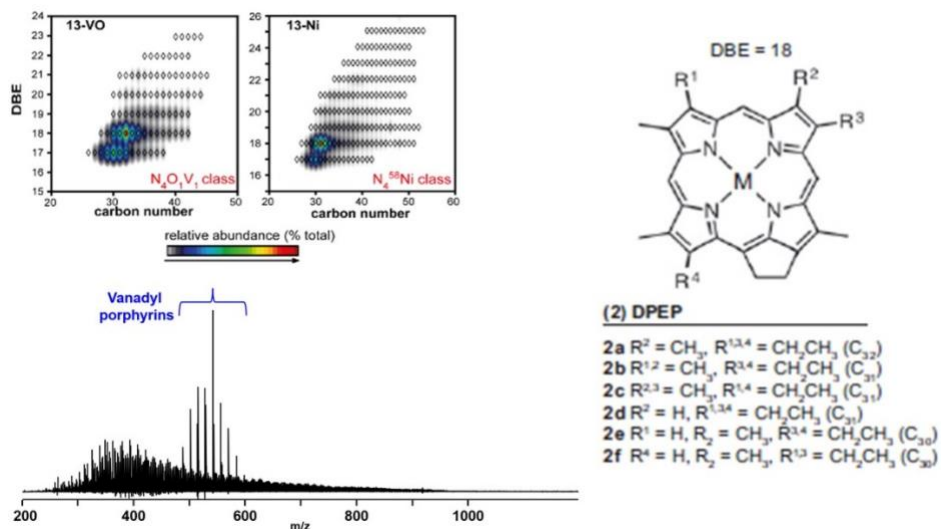 13-VO
24
23
22
21
20
19
18
17
16
15
DBE
20
30
40
50
carbon number
N₄O₁V₁ class
13-Ni
26
24
22
20
18
16
20
30
40
50
60
carbon number
N₄⁵⁸Ni class
relative abundance (% total)
Vanadyl
porphyrins
200
400
600
800
1000
m/z
DBE = 18
R¹
R²
R³
N
N
M
N
N
R⁴
(2) DPEP
2a R² = CH₃, R¹,³,⁴ = CH₂CH₃ (C₃₂)
2b R¹,² = CH₃, R³,⁴ = CH₂CH₃ (C₃₁)
2c R²,³ = CH₃, R¹,⁴ = CH₂CH₃ (C₃₁)
2d R² = H, R¹,³,⁴ = CH₂CH₃ (C₃₁)
2e R¹ = H, R₂ = CH₃, R³,⁴ = CH₂CH₃ (C₃₀)
2f R⁴ = H, R₂ = CH₃, R¹,³ = CH₂CH₃ (C₃₀)